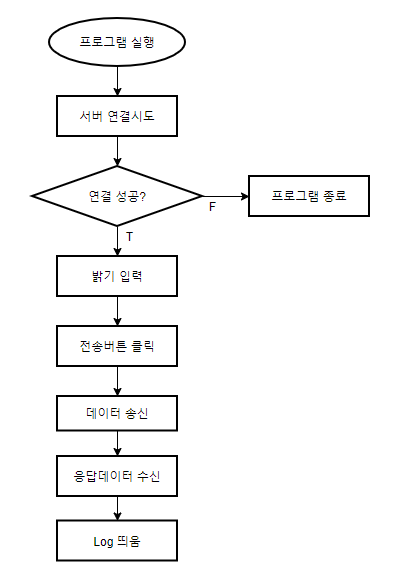 프로그램 실행
서버 연결시도
연결 성공?
F
프로그램 종료
T
밝기 입력
전송버튼 클릭
데이터 송신
응답데이터 수신
Log 띄움